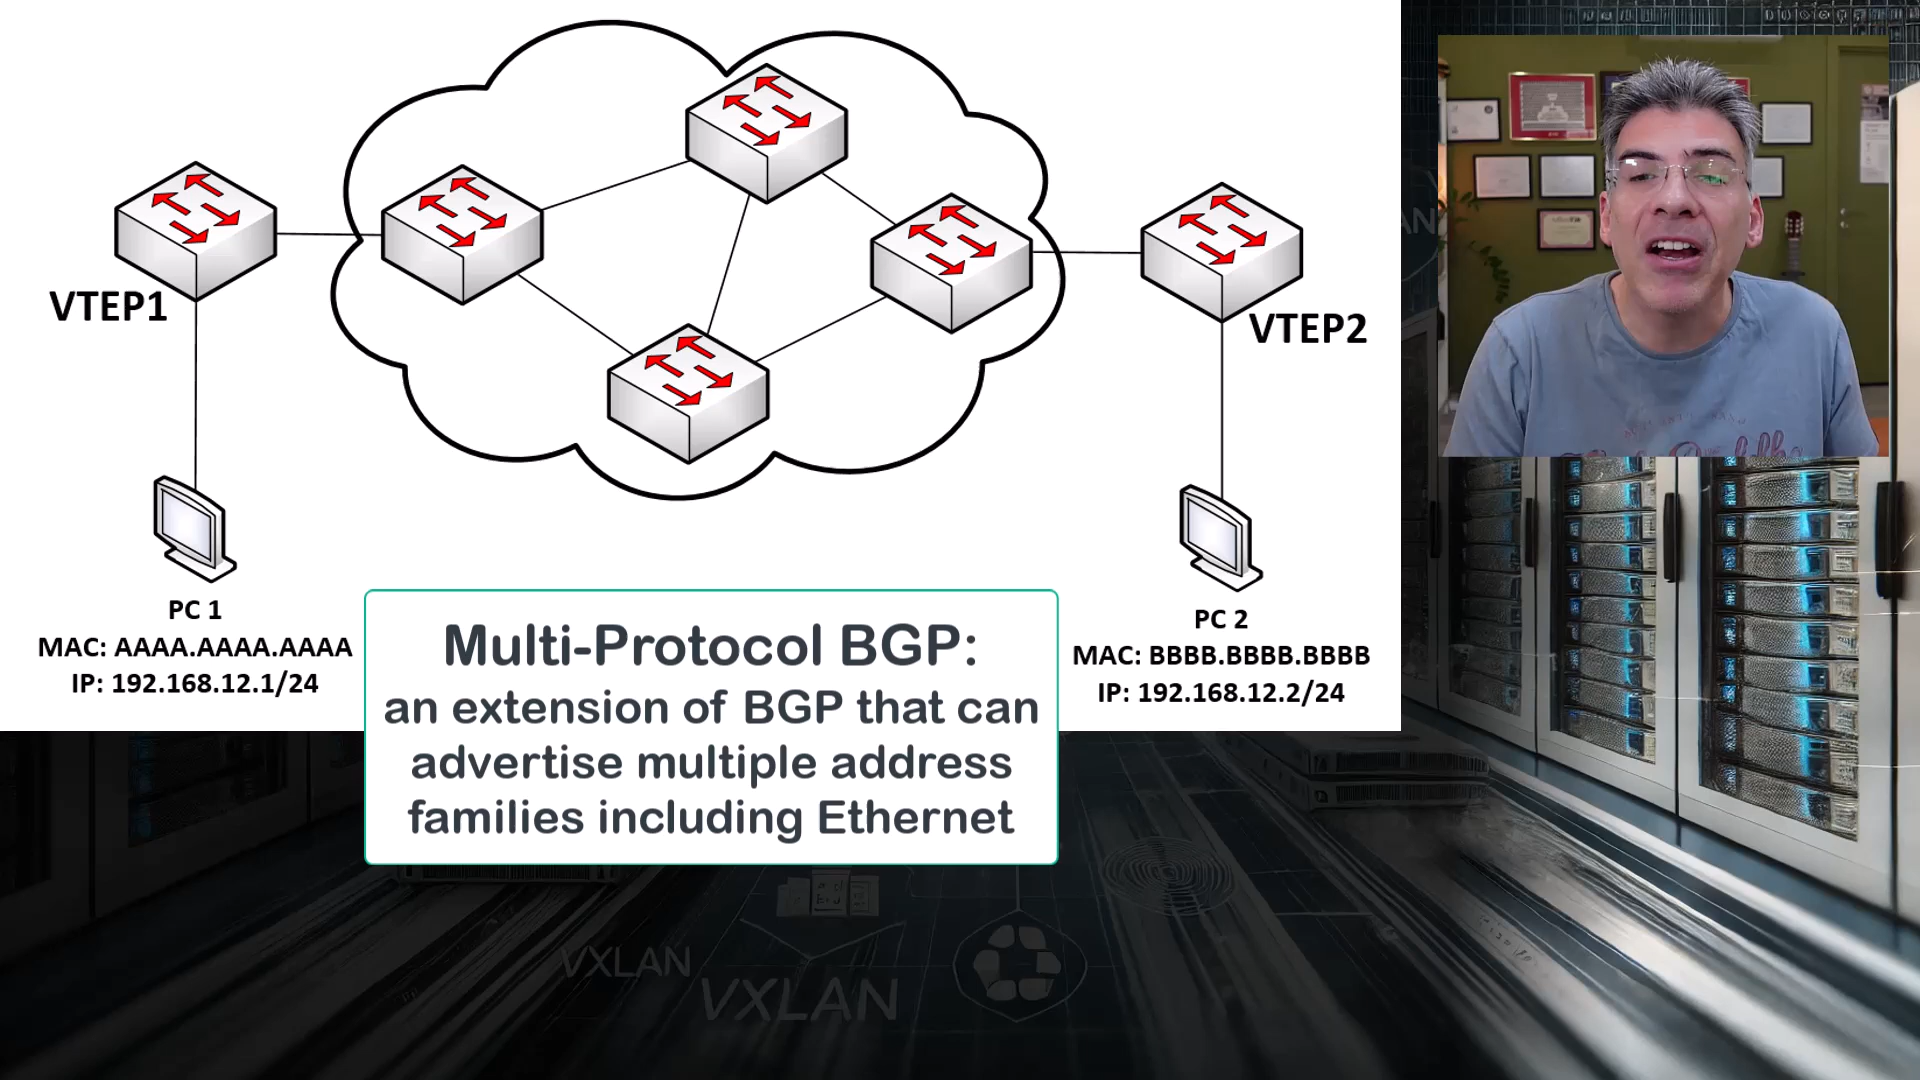 VTEP1
VTEP2
PC 1
MAC: AAAA.AAAA.AAAA
IP: 192.168.12.1/24
PC 2
MAC: BBBB.BBBB.BBBB
IP: 192.168.12.2/24
Multi-Protocol BGP:
an extension of BGP that can
advertise multiple address
families including Ethernet
VXLAN
VXLAN